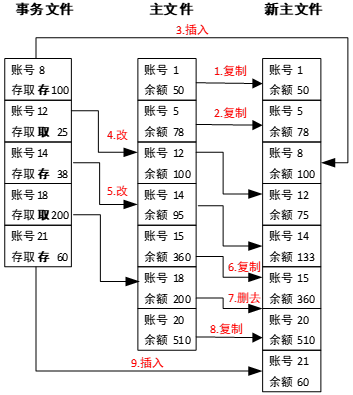 事务文件
主文件
新主文件
3.插入
账号 8
存取 存 100
账号 12
存取 取 25
账号 14
存取 存 38
账号 18
存取 取 200
账号 21
存取 存 60
4.改
5.改
账号 1
余额 50
账号 5
余额 78
账号 12
余额 100
账号 14
余额 95
账号 15
余额 360
账号 18
余额 200
账号 20
余额 510
1.复制
2.复制
6.复制
7.删去
8.复制
9.插入
账号 1
余额 50
账号 5
余额 78
账号 8
余额 100
账号 12
余额 75
账号 14
余额 133
账号 15
余额 360
账号 20
余额 510
账号 21
余额 60